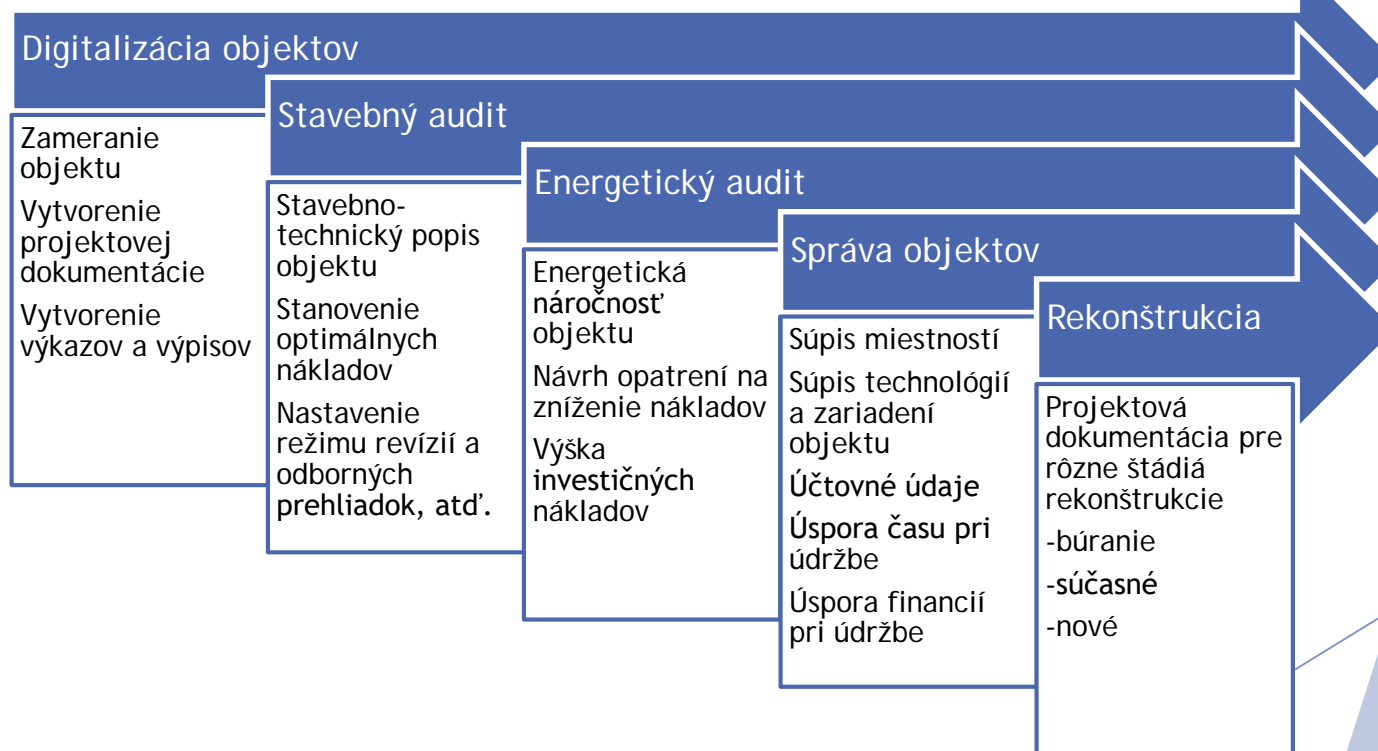 Digitalizácia objektov
Zameranie
objektu
Vytvorenie
projektovej
dokumentácie
Vytvorenie
výkazov a výpisov
Stavebný audit
Stavebno-
technický popis
objektu
Stanovenie
optimálnych
nákladov
Nastavenie
režimu revízií a
odborných
prehliadok, atď.
Energetický audit
Energetická
náročnosť
objektu
Návrh opatrení na
zníženie nákladov
Výška
investičných
nákladov
Správa objektov
Súpis miestností
Súpis technológií
a zariadení
objektu
Účtovné údaje
Úspora času pri
údržbe
Úspora financií
pri údržbe
Rekonštrukcia
Projektová
dokumentácia pre
rôzne štádiá
rekonštrukcie
-búranie
-súčasné
-nové